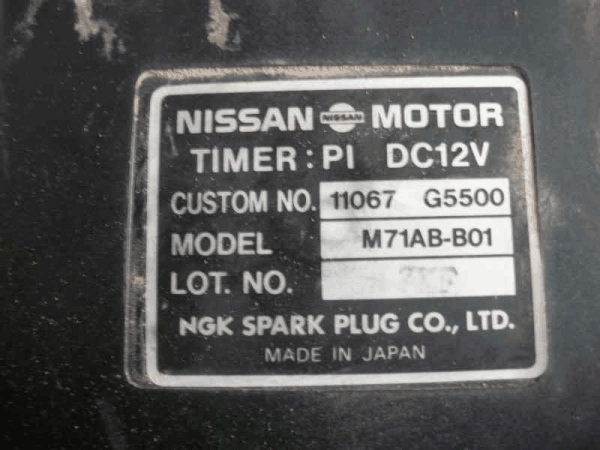 NISSAN NISSAN MOTOR
TIMER : PI DC12V
CUSTOM NO. 11067 G5500
MODEL M71AB-B01
LOT. NO.
NGK SPARK PLUG CO., LTD.
MADE IN JAPAN